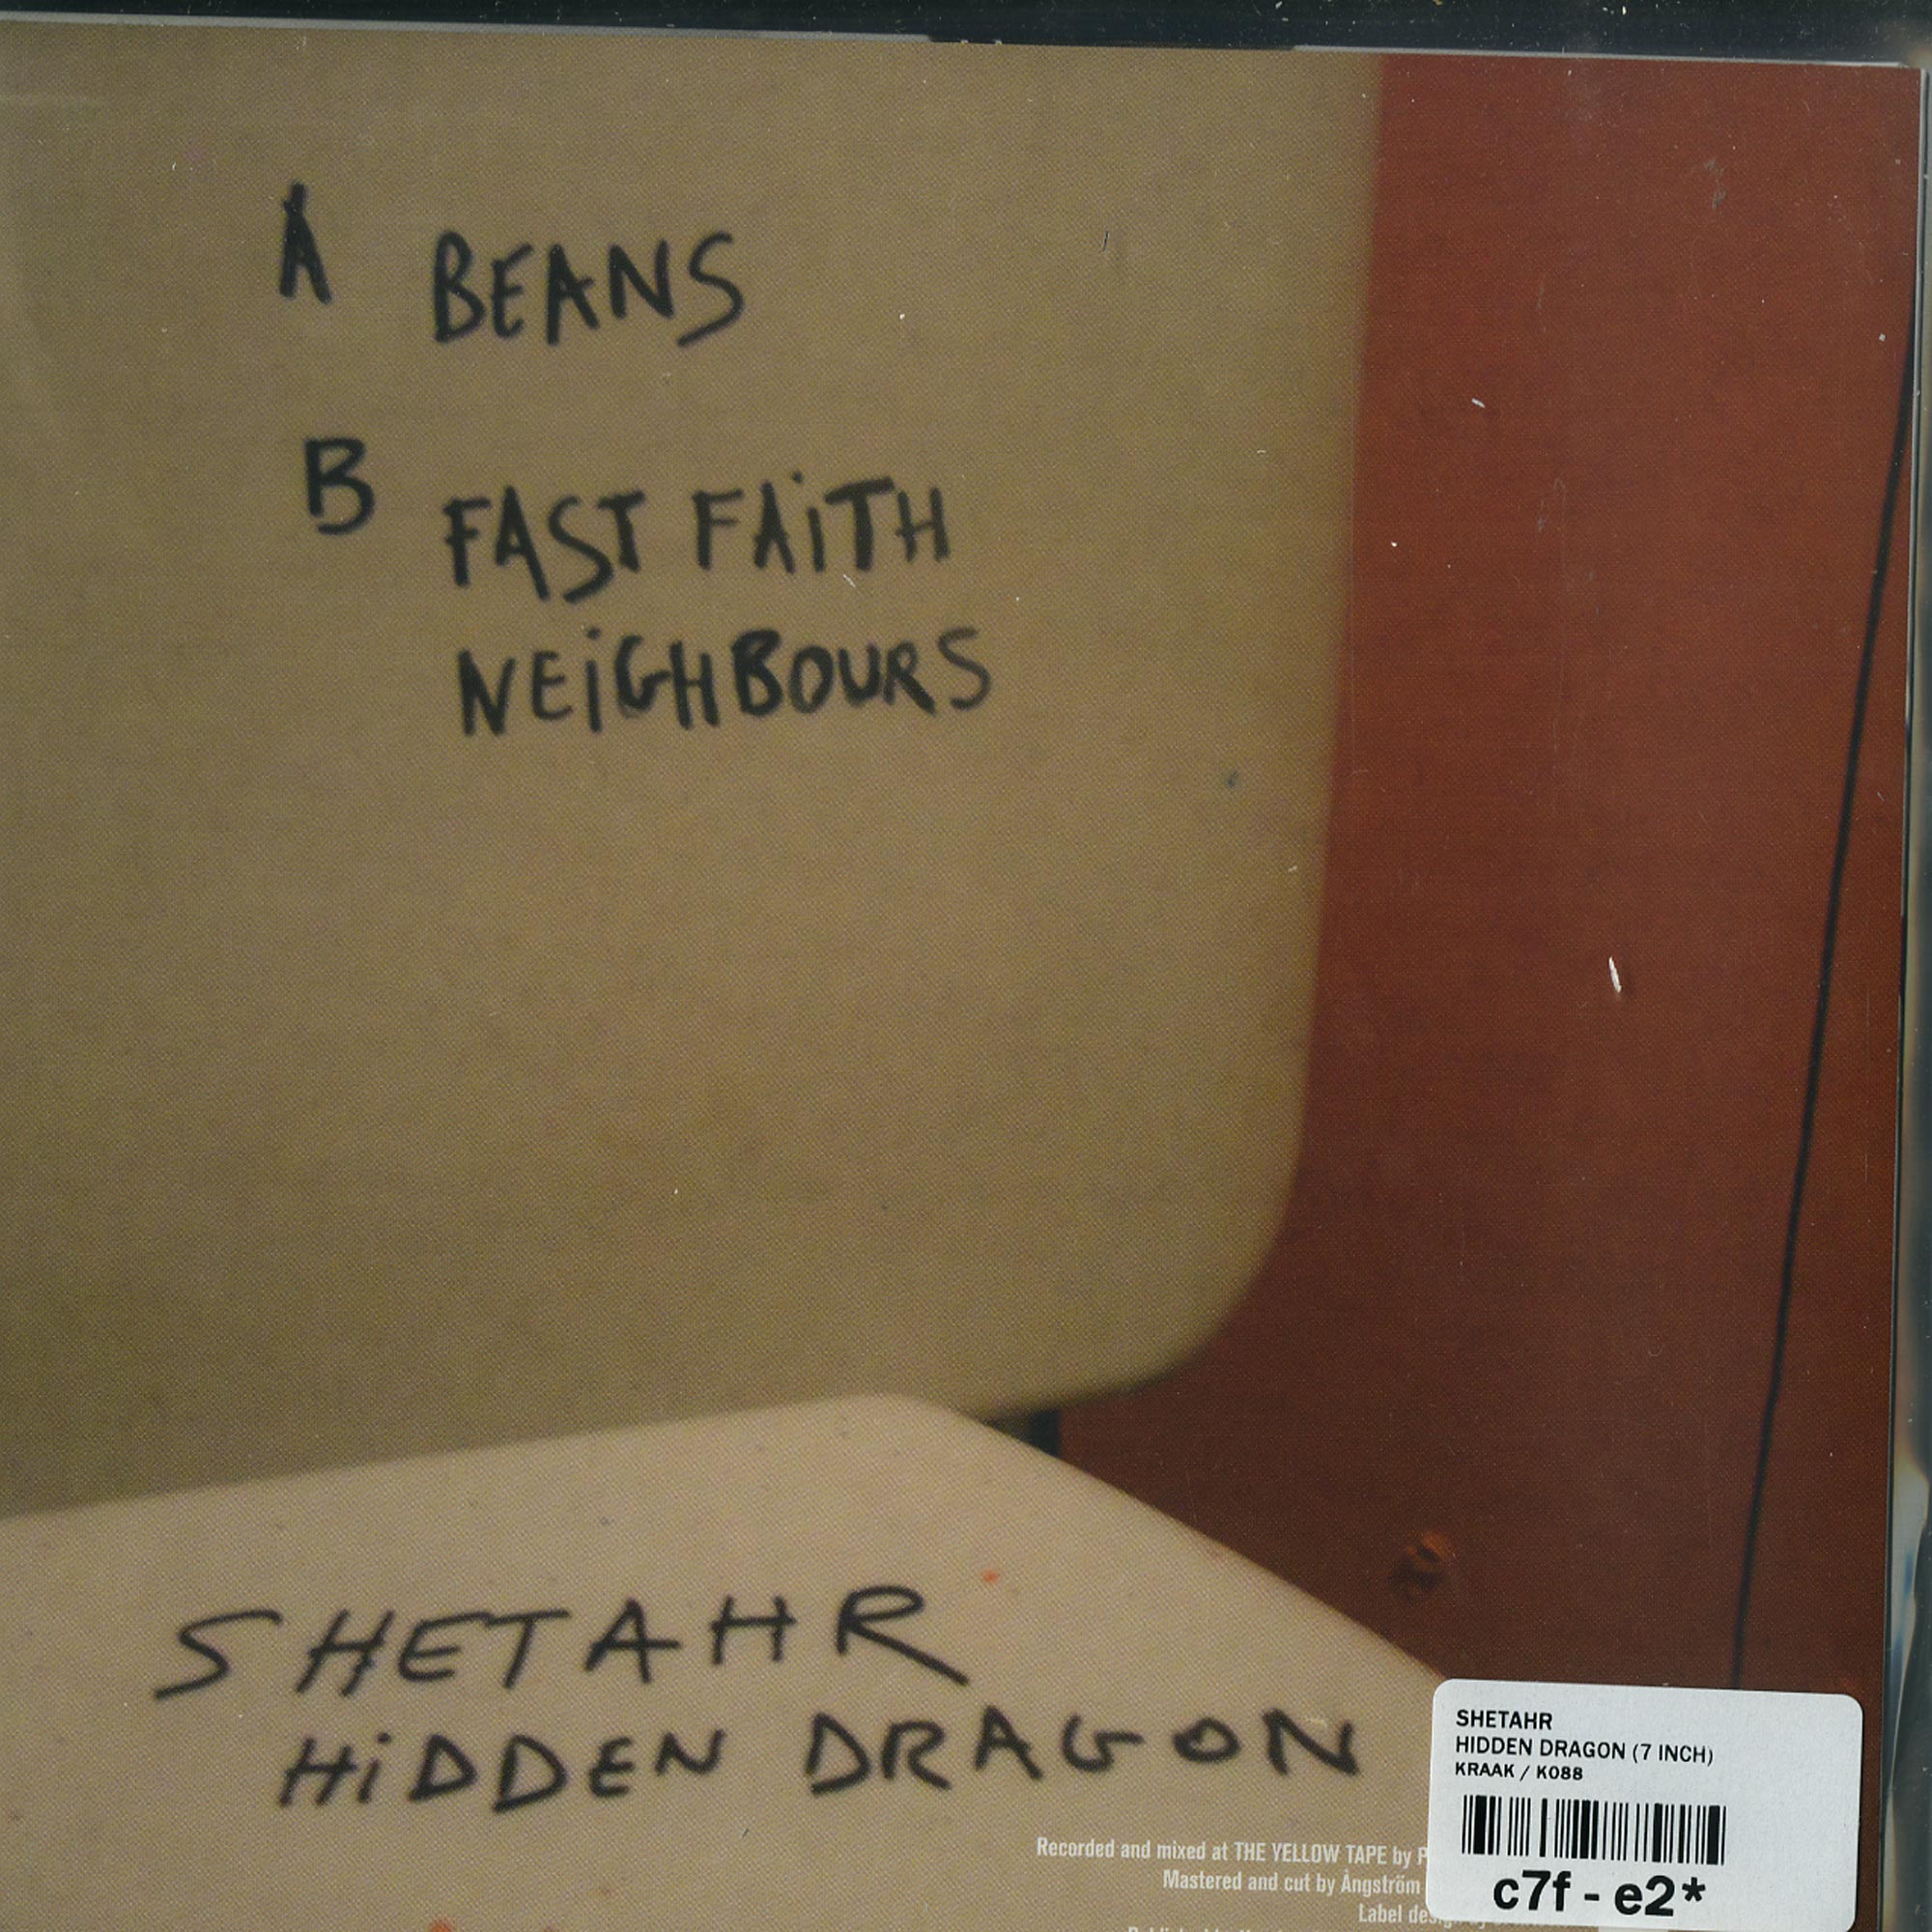 A BEANS
B FAST FAiTH
NEiGHBOURS
SHETAHR
HiDDEN DRAGON
Recorded and mixed at THE YELLOW TAPE by
Mastered and cut by Ångström
Label
SHETAHR
HIDDEN DRAGON (7 INCH)
KRAAK / K088
c7f - e2*